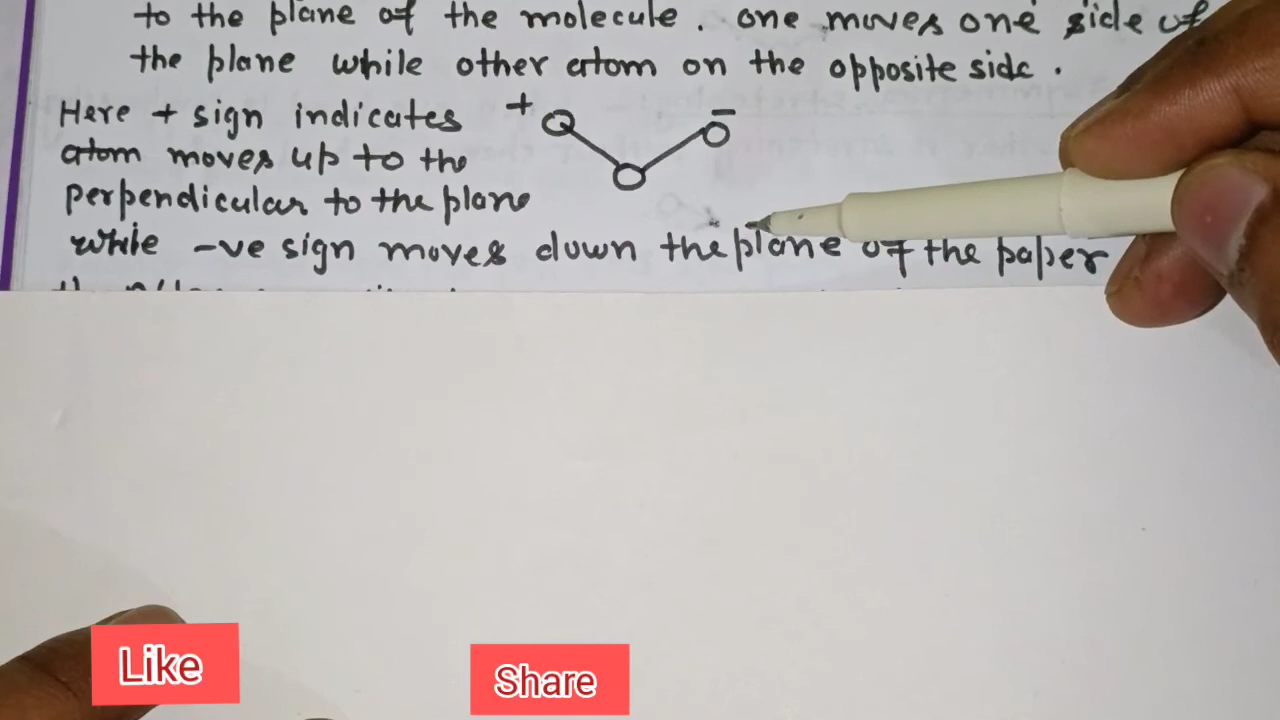 to the plane of the molecule. one moves one side of
the plane while other atom on the opposite side.
Here + sign indicates
atom moves up to the
perpendicular to the plane
while -ve sign moves down the plane of the paper
+ −
Like
Share